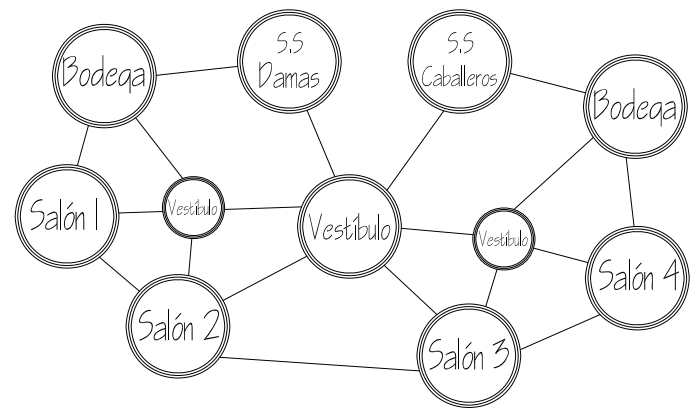 Bodega
S.S
Damas
S.S
Caballeros
Bodega
Salón 1
Vestíbulo
Vestíbulo
Vestíbulo
Salón 4
Salón 2
Salón 3